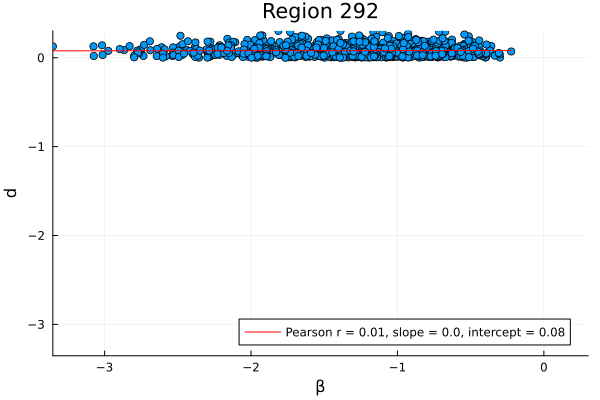 Region 292
0
−1
−2
−3
d
Pearson r = 0.01, slope = 0.0, intercept = 0.08
−3
−2
−1
0
β